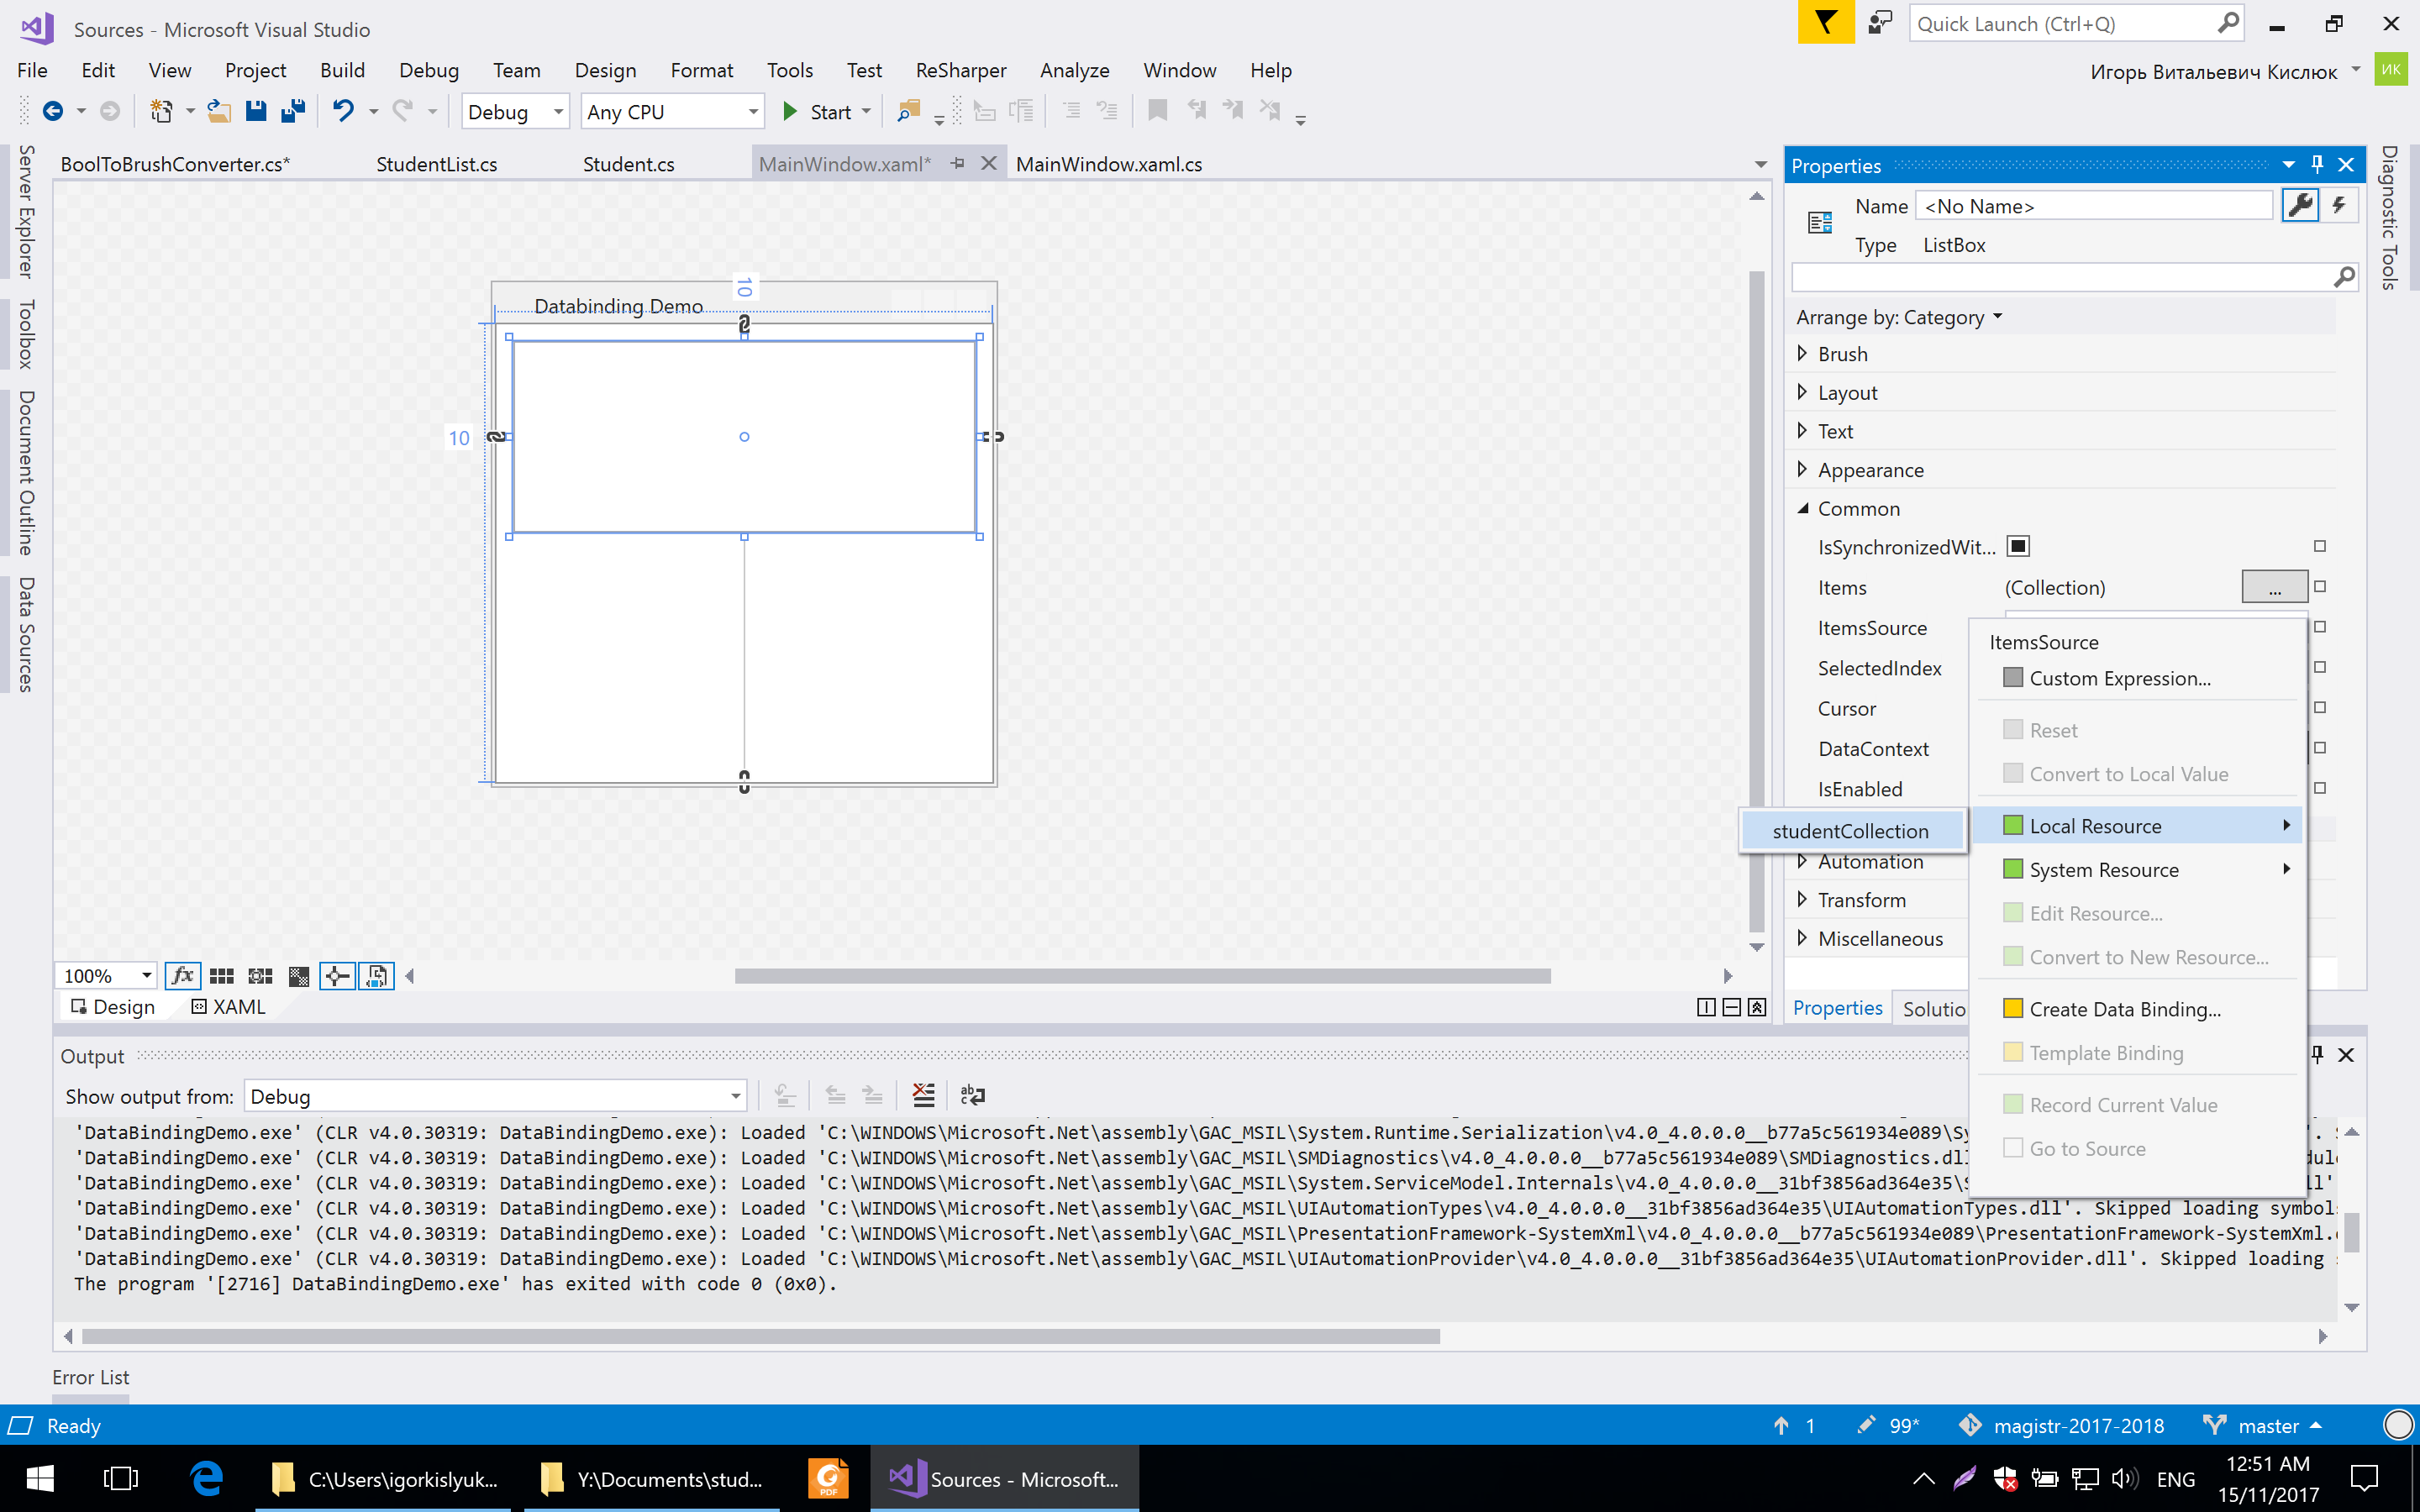 Sources - Microsoft Visual Studio
Quick Launch (Ctrl+Q)
File Edit View Project Build Debug Team Design Format Tools Test ReSharper Analyze Window Help
Игорь Витальевич Кислюк
ИК
Debug Any CPU Start
Server Explorer
Toolbox
Document Outline
Data Sources
BoolToBrushConverter.cs* StudentList.cs Student.cs MainWindow.xaml* MainWindow.xaml.cs
10
Databinding Demo
10
100%
fx
Design XAML
Properties
Diagnostic Tools
Name <No Name>
Type ListBox
Arrange by: Category
Brush
Layout
Text
Appearance
Common
IsSynchronizedWit...
Items (Collection) ...
ItemsSource
SelectedIndex
Cursor
DataContext
IsEnabled
Automation
Transform
Miscellaneous
Properties Solutio
ItemsSource
Custom Expression...
Reset
Convert to Local Value
studentCollection
Local Resource
System Resource
Edit Resource...
Convert to New Resource...
Create Data Binding...
Template Binding
Record Current Value
Go to Source
Output
Show output from: Debug
'DataBindingDemo.exe' (CLR v4.0.30319: DataBindingDemo.exe): Loaded 'C:\WINDOWS\Microsoft.Net\assembly\GAC_MSIL\System.Runtime.Serialization\v4.0_4.0.0.0__b77a5c561934e089\Sy
'DataBindingDemo.exe' (CLR v4.0.30319: DataBindingDemo.exe): Loaded 'C:\WINDOWS\Microsoft.Net\assembly\GAC_MSIL\SMDiagnostics\v4.0_4.0.0.0__b77a5c561934e089\SMDiagnostics.dll
'DataBindingDemo.exe' (CLR v4.0.30319: DataBindingDemo.exe): Loaded 'C:\WINDOWS\Microsoft.Net\assembly\GAC_MSIL\System.ServiceModel.Internals\v4.0_4.0.0.0__31bf3856ad364e35\
'DataBindingDemo.exe' (CLR v4.0.30319: DataBindingDemo.exe): Loaded 'C:\WINDOWS\Microsoft.Net\assembly\GAC_MSIL\UIAutomationTypes\v4.0_4.0.0.0__31bf3856ad364e35\UIAutomationTypes.dll'. Skipped loading symbol
'DataBindingDemo.exe' (CLR v4.0.30319: DataBindingDemo.exe): Loaded 'C:\WINDOWS\Microsoft.Net\assembly\GAC_MSIL\PresentationFramework-SystemXml\v4.0_4.0.0.0__b77a5c561934e089\PresentationFramework-SystemXml.
'DataBindingDemo.exe' (CLR v4.0.30319: DataBindingDemo.exe): Loaded 'C:\WINDOWS\Microsoft.Net\assembly\GAC_MSIL\UIAutomationProvider\v4.0_4.0.0.0__31bf3856ad364e35\UIAutomationProvider.dll'. Skipped loading
The program '[2716] DataBindingDemo.exe' has exited with code 0 (0x0).
Error List
Ready
1 99* magistr-2017-2018 master
C:\Users\igorkislyuk... Y:\Documents\stud... PDF Sources - Microsoft...
ENG
12:51 AM
15/11/2017